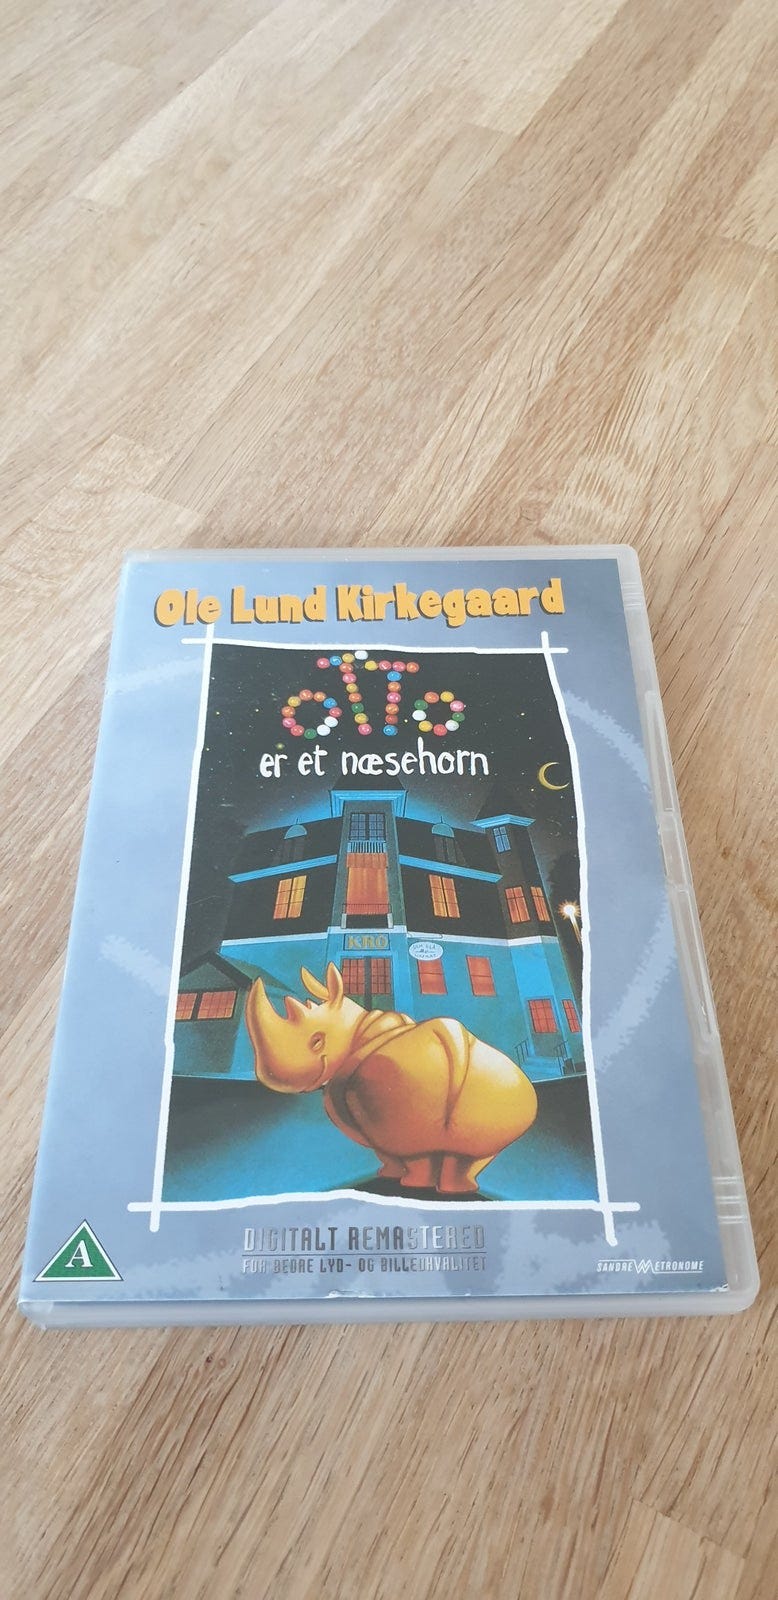 Ole Lund Kirkegaard
OTTO
er et næsehorn
KRO
A
DIGITALT REMASTERED
FOR BEDRE LYD- OG BILLEDKVALITET
SANDREW METRONOME